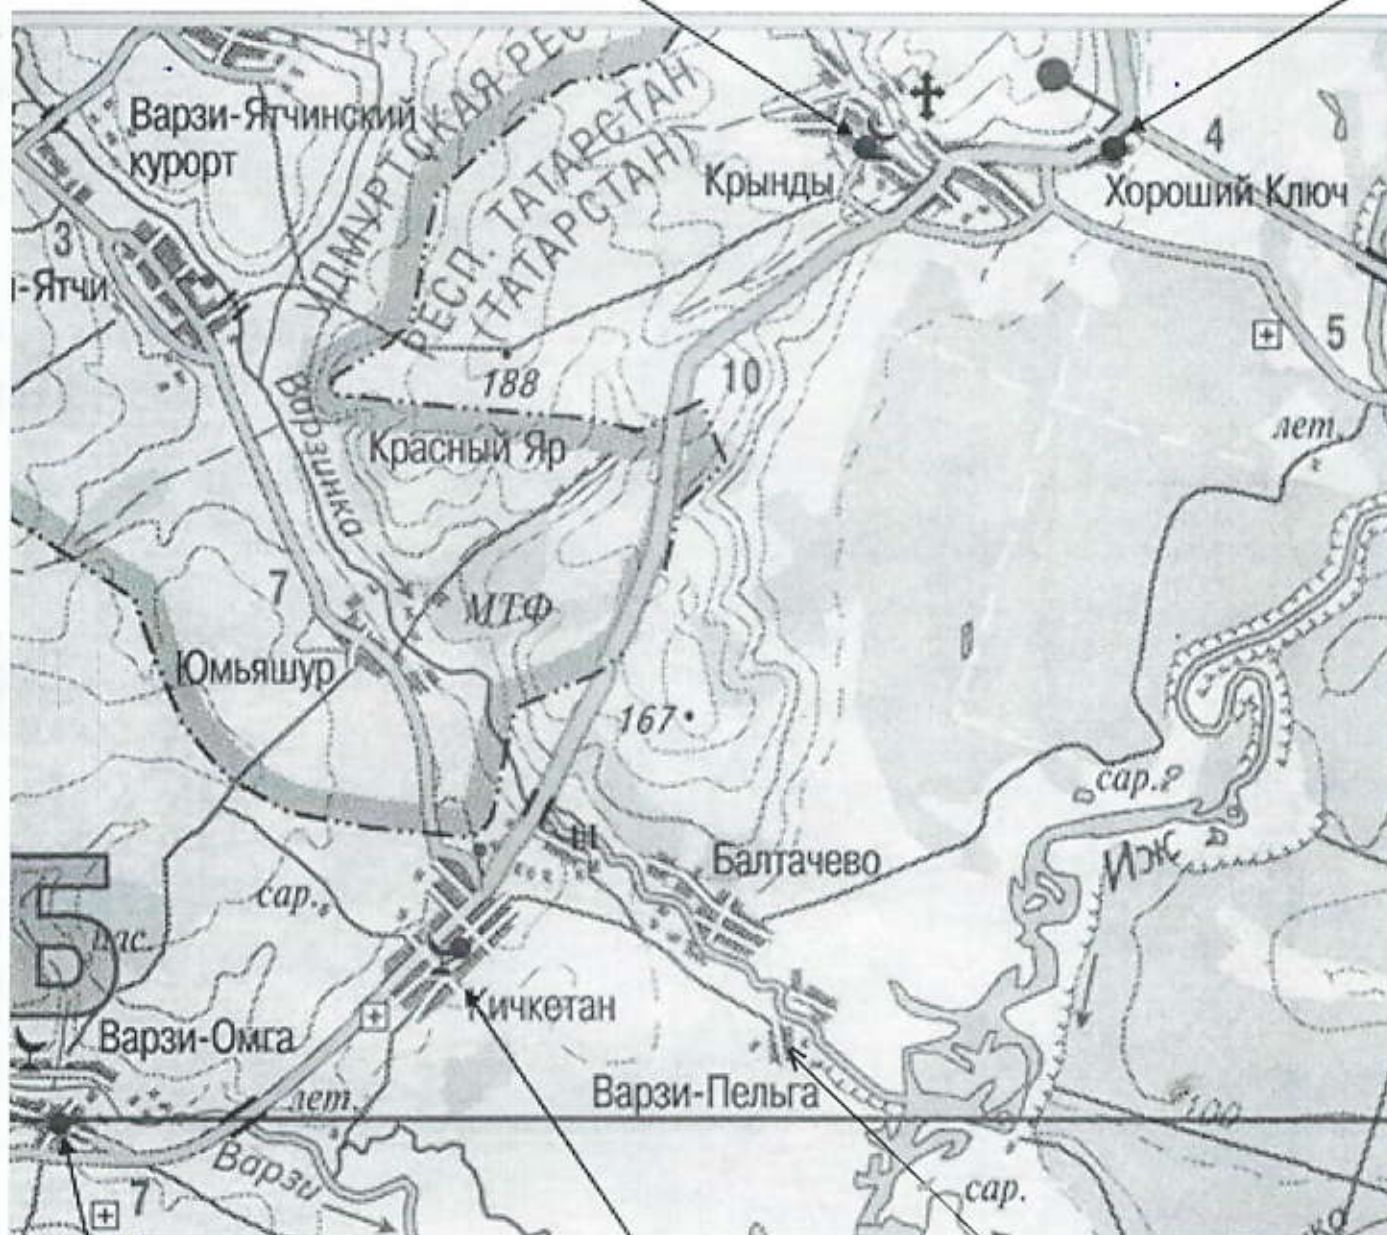 Варзи-Ятчинский
курорт
УДМУРТСКАЯ РЕС
РЕСП. ТАТАРСТАН
(ТАТАРСТАН)
4
Крынды
Хороший Ключ
3
-Ятчи
5
188
10
Варзинка
Красный Яр
лет.
7
МТФ
Юмьяшур
167
сар.
Иж
Балтачево
Б
сар.
пас.
Кичкетан
Варзи-Омга
лет.
Варзи-Пельга
100
Варзи
сар.
7